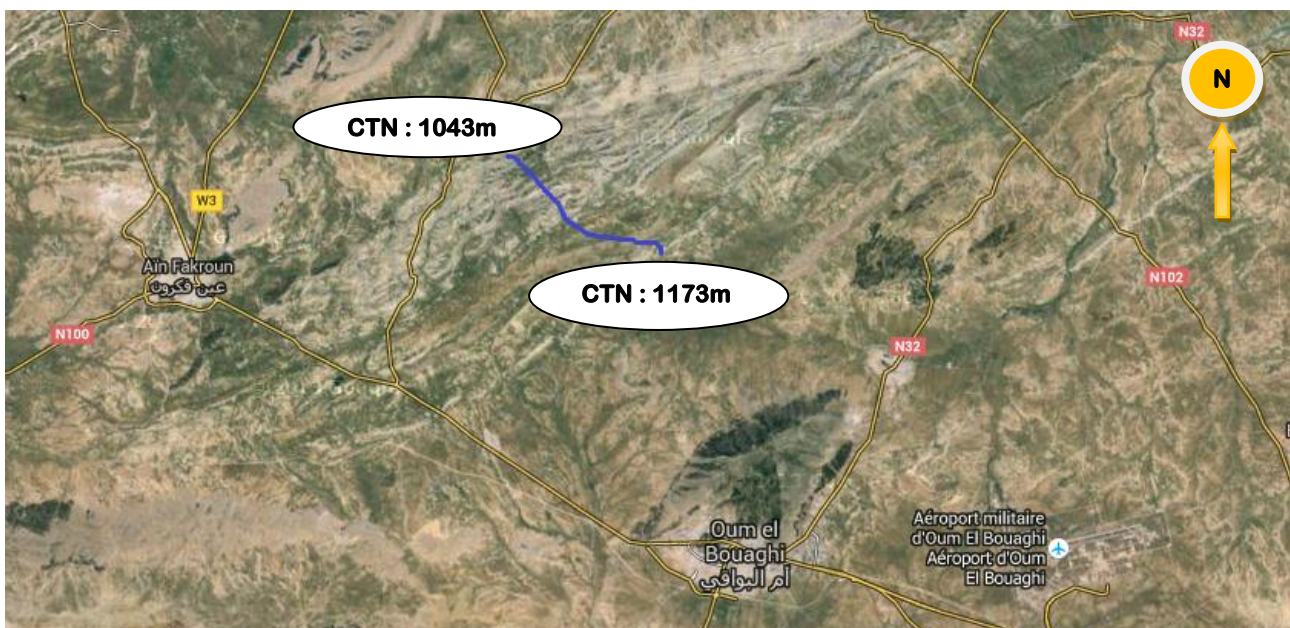 N32
N
CTN : 1043m
W3
Aïn Fakroun
عين فكرون
CTN : 1173m
N102
N100
N32
Oum el
Bouaghi
أم البواقي
Aéroport militaire
d'Oum El Bouaghi
Aéroport d'Oum
El Bouaghi